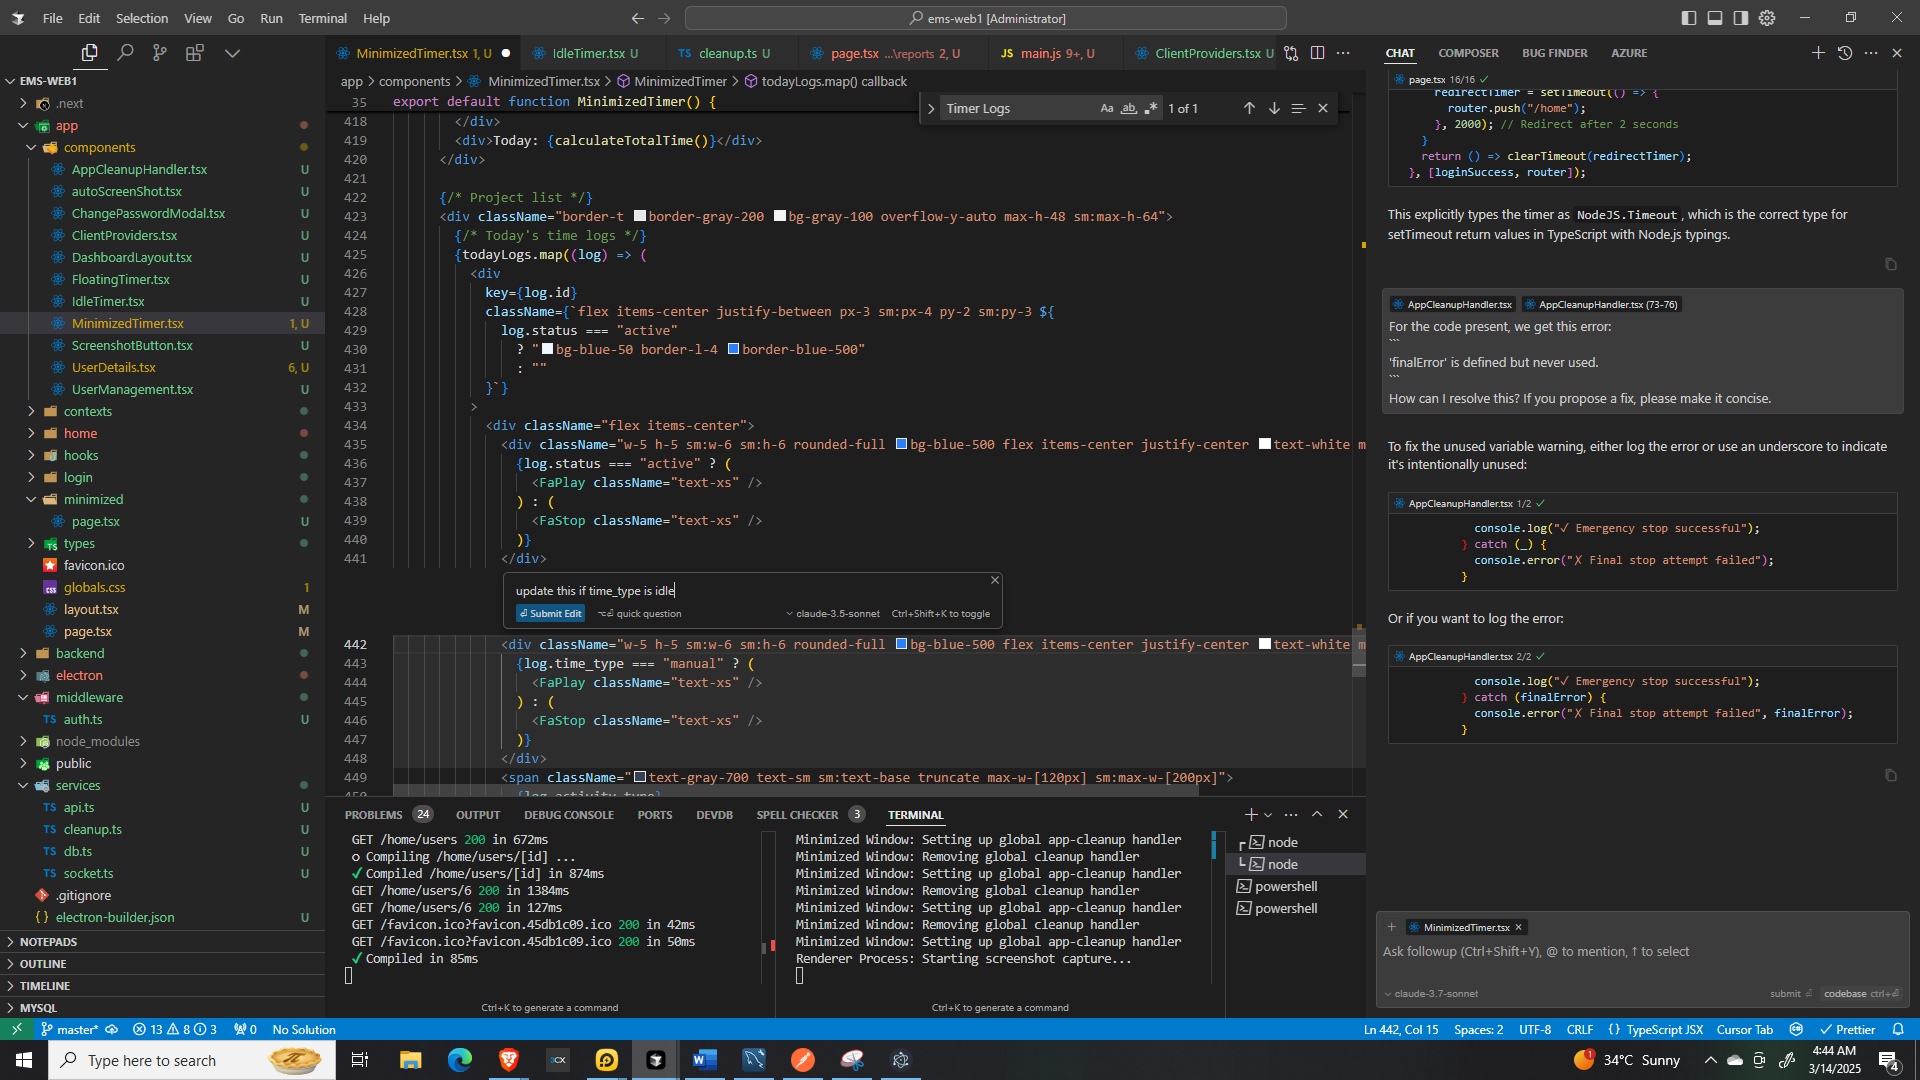 File Edit Selection View Go Run Terminal Help
ems-web1 [Administrator]
EMS-WEB1
.next
app
components
AppCleanupHandler.tsx U
autoScreenShot.tsx U
ChangePasswordModal.tsx U
ClientProviders.tsx U
DashboardLayout.tsx U
FloatingTimer.tsx U
IdleTimer.tsx U
MinimizedTimer.tsx 1, U
ScreenshotButton.tsx U
UserDetails.tsx 6, U
UserManagement.tsx U
contexts
home
hooks
login
minimized
page.tsx U
types
favicon.ico
globals.css 1
layout.tsx M
page.tsx M
backend
electron
middleware
TS auth.ts U
node_modules
public
services
TS api.ts U
TS cleanup.ts U
TS db.ts U
TS socket.ts U
.gitignore
{} electron-builder.json U
NOTEPADS
OUTLINE
TIMELINE
MYSQL
MinimizedTimer.tsx 1, U
IdleTimer.tsx U
TS cleanup.ts U
page.tsx ...\reports 2, U
JS main.js 9+, U
ClientProviders.tsx U
app > components > MinimizedTimer.tsx > MinimizedTimer > todayLogs.map() callback
Timer Logs
Aa ab .* 1 of 1
35 export default function MinimizedTimer() {
418 </div>
419 <div>Today: {calculateTotalTime()}</div>
420 </div>
421
422 {/* Project list */}
423 <div className="border-t border-gray-200 bg-gray-100 overflow-y-auto max-h-48 sm:max-h-64">
424 {/* Today's time logs */}
425 {todayLogs.map((log) => (
426 <div
427 key={log.id}
428 className={`flex items-center justify-between px-3 sm:px-4 py-2 sm:py-3 ${
429 log.status === "active"
430 ? "bg-blue-50 border-l-4 border-blue-500"
431 : ""
432 }`}
433 >
434 <div className="flex items-center">
435 <div className="w-5 h-5 sm:w-6 sm:h-6 rounded-full bg-blue-500 flex items-center justify-center text-white m
436 {log.status === "active" ? (
437 <FaPlay className="text-xs" />
438 ) : (
439 <FaStop className="text-xs" />
440 )}
441 </div>
update this if time_type is idle
Submit Edit quick question claude-3.5-sonnet Ctrl+Shift+K to toggle
442 <div className="w-5 h-5 sm:w-6 sm:h-6 rounded-full bg-blue-500 flex items-center justify-center text-white m
443 {log.time_type === "manual" ? (
444 <FaPlay className="text-xs" />
445 ) : (
446 <FaStop className="text-xs" />
447 )}
448 </div>
449 <span className="text-gray-700 text-sm sm:text-base truncate max-w-[120px] sm:max-w-[200px]">
450 {log.activity_type}
PROBLEMS 24 OUTPUT DEBUG CONSOLE PORTS DEVDB SPELL CHECKER 3 TERMINAL
GET /home/users 200 in 672ms
○ Compiling /home/users/[id] ...
✓ Compiled /home/users/[id] in 874ms
GET /home/users/6 200 in 1384ms
GET /home/users/6 200 in 127ms
GET /favicon.ico?favicon.45db1c09.ico 200 in 42ms
GET /favicon.ico?favicon.45db1c09.ico 200 in 50ms
✓ Compiled in 85ms
Ctrl+K to generate a command
Minimized Window: Setting up global app-cleanup handler
Minimized Window: Removing global cleanup handler
Minimized Window: Setting up global app-cleanup handler
Minimized Window: Removing global cleanup handler
Minimized Window: Setting up global app-cleanup handler
Minimized Window: Removing global cleanup handler
Minimized Window: Setting up global app-cleanup handler
Renderer Process: Starting screenshot capture...
Ctrl+K to generate a command
node
node
powershell
powershell
CHAT COMPOSER BUG FINDER AZURE
page.tsx 16/16 ✓
redirectTimer = setTimeout(() => {
router.push("/home");
}, 2000); // Redirect after 2 seconds
}
return () => clearTimeout(redirectTimer);
}, [loginSuccess, router]);
This explicitly types the timer as NodeJS.Timeout, which is the correct type for
setTimeout return values in TypeScript with Node.js typings.
AppCleanupHandler.tsx AppCleanupHandler.tsx (73-76)
For the code present, we get this error:
```
'finalError' is defined but never used.
```
How can I resolve this? If you propose a fix, please make it concise.
To fix the unused variable warning, either log the error or use an underscore to indicate
it's intentionally unused:
AppCleanupHandler.tsx 1/2 ✓
console.log("✓ Emergency stop successful");
} catch (_) {
console.error("✗ Final stop attempt failed");
}
Or if you want to log the error:
AppCleanupHandler.tsx 2/2 ✓
console.log("✓ Emergency stop successful");
} catch (finalError) {
console.error("✗ Final stop attempt failed", finalError);
}
+ MinimizedTimer.tsx ×
Ask followup (Ctrl+Shift+Y), @ to mention, ↑ to select
claude-3.7-sonnet submit codebase ctrl+⏎
master* 13 8 3 0 No Solution
Ln 442, Col 15 Spaces: 2 UTF-8 CRLF {} TypeScript JSX Cursor Tab Prettier
Type here to search
34°C Sunny
4:44 AM
3/14/2025
4